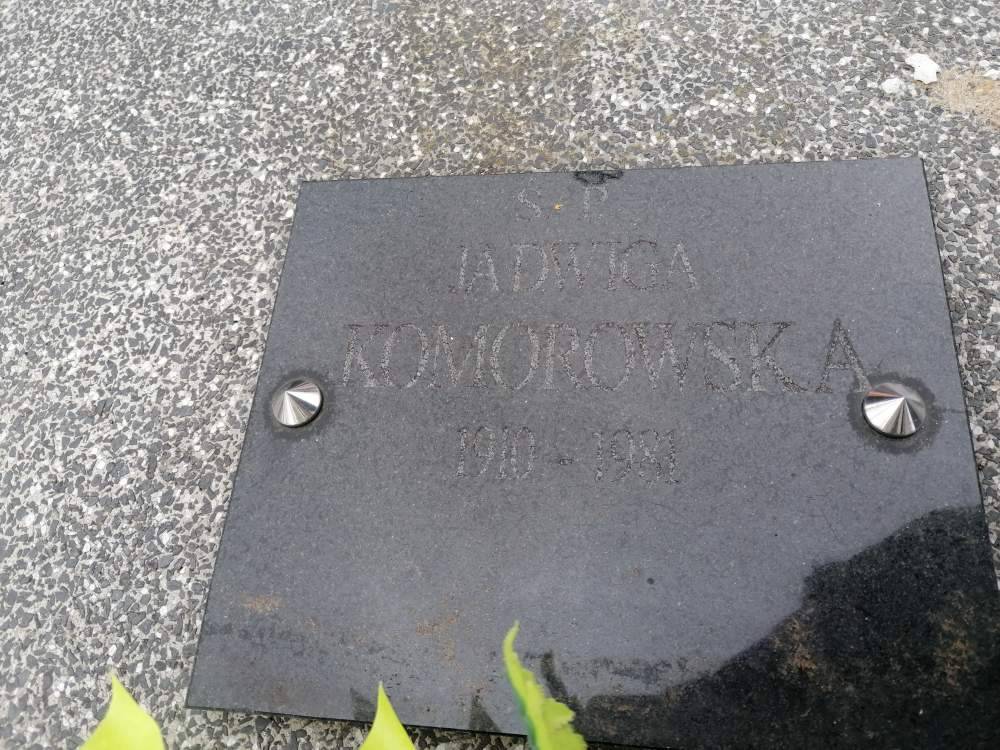 Ś P
JADWIGA
KOMOROWSKA
1910 - 1981